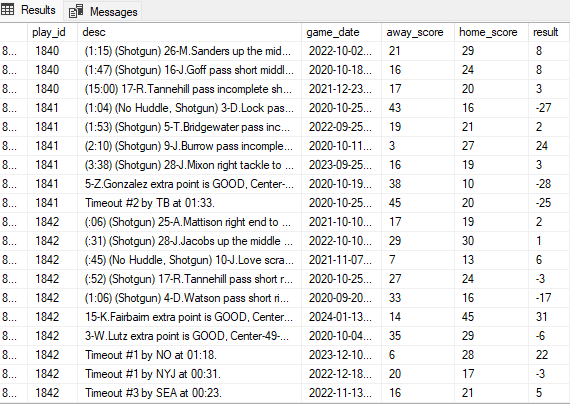 Results Messages
play_id desc game_date away_score home_score result
8... 1840 (1:15) (Shotgun) 26-M.Sanders up the mid... 2022-10-02... 21 29 8
8... 1840 (1:47) (Shotgun) 16-J.Goff pass short middl... 2020-10-18... 16 24 8
8... 1840 (15:00) 17-R.Tannehill pass incomplete sh... 2021-12-23... 17 20 3
8... 1841 (1:04) (No Huddle, Shotgun) 3-D.Lock pas... 2020-10-25... 43 16 -27
8... 1841 (1:53) (Shotgun) 5-T.Bridgewater pass inc... 2022-09-25... 19 21 2
8... 1841 (2:10) (Shotgun) 9-J.Burrow pass incomple... 2020-10-11... 3 27 24
8... 1841 (3:38) (Shotgun) 28-J.Mixon right tackle to ... 2023-09-25... 16 19 3
8... 1841 5-Z.Gonzalez extra point is GOOD, Center-... 2020-10-19... 38 10 -28
8... 1841 Timeout #2 by TB at 01:33. 2020-10-25... 45 20 -25
8... 1842 (:06) (Shotgun) 25-A.Mattison right end to ... 2021-10-10... 17 19 2
8... 1842 (:31) (Shotgun) 28-J.Jacobs up the middle ... 2022-10-10... 29 30 1
8... 1842 (:45) (No Huddle, Shotgun) 10-J.Love scra... 2021-11-07... 7 13 6
8... 1842 (:52) (Shotgun) 17-R.Tannehill pass short r... 2020-10-25... 27 24 -3
8... 1842 (1:06) (Shotgun) 4-D.Watson pass short ri... 2020-09-20... 33 16 -17
8... 1842 15-K.Fairbairn extra point is GOOD, Center... 2024-01-13... 14 45 31
8... 1842 3-W.Lutz extra point is GOOD, Center-49-... 2020-10-04... 35 29 -6
8... 1842 Timeout #1 by NO at 01:18. 2023-12-10... 6 28 22
8... 1842 Timeout #1 by NYJ at 00:31. 2022-12-18... 20 17 -3
8... 1842 Timeout #3 by SEA at 00:23. 2022-11-13... 16 21 5